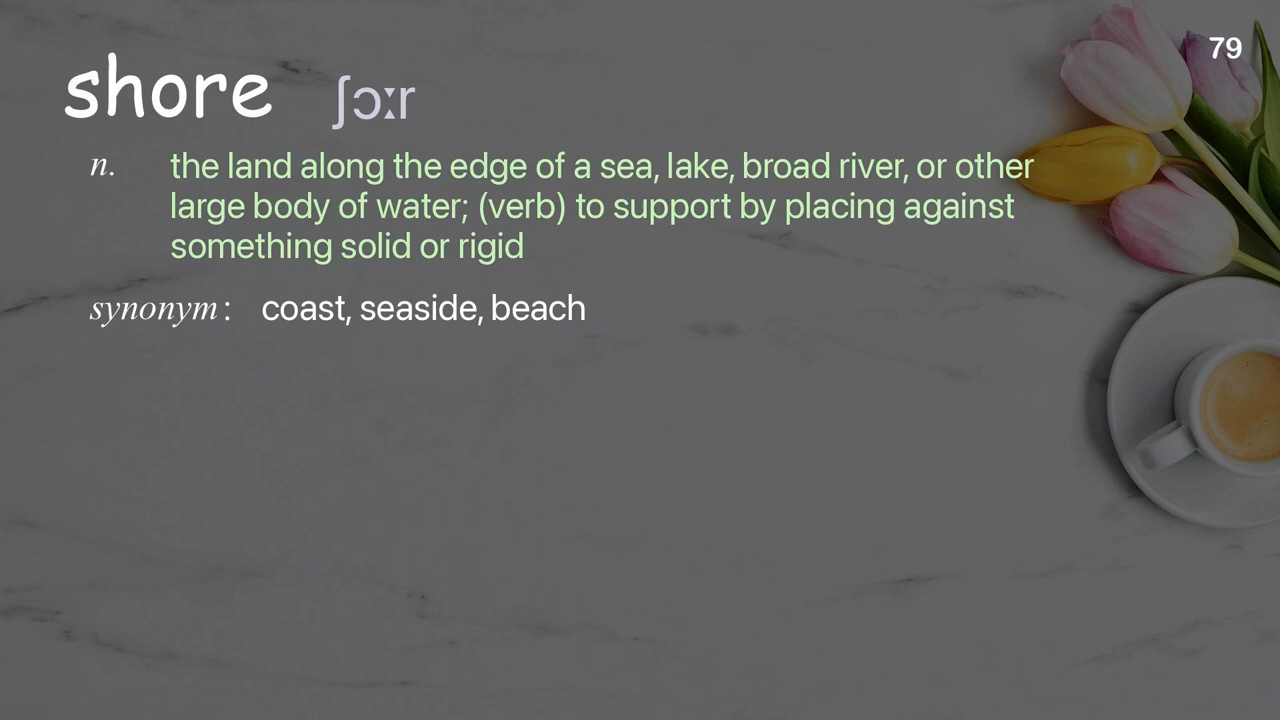 79
shore ʃɔːr
n. the land along the edge of a sea, lake, broad river, or other
large body of water; (verb) to support by placing against
something solid or rigid
synonym: coast, seaside, beach